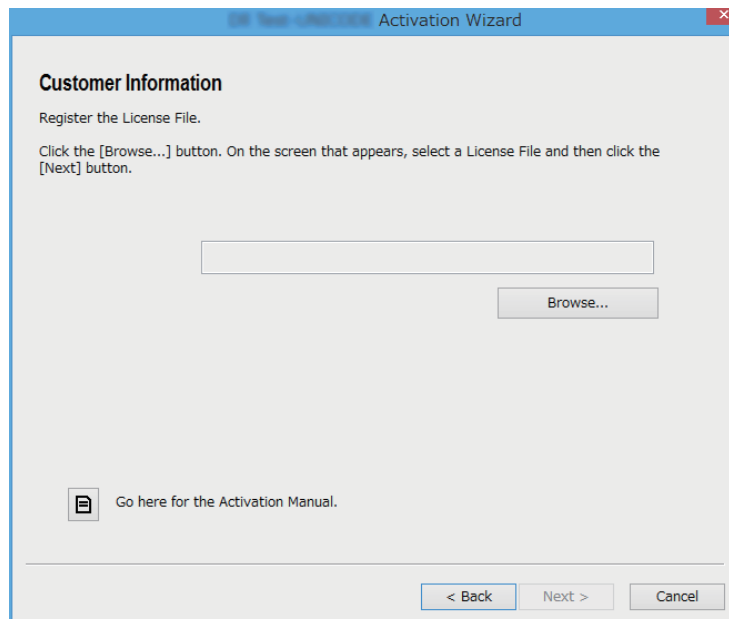 Activation Wizard
Customer Information
Register the License File.
Click the [Browse...] button. On the screen that appears, select a License File and then click the
[Next] button.
Browse...
Go here for the Activation Manual.
< Back
Next >
Cancel